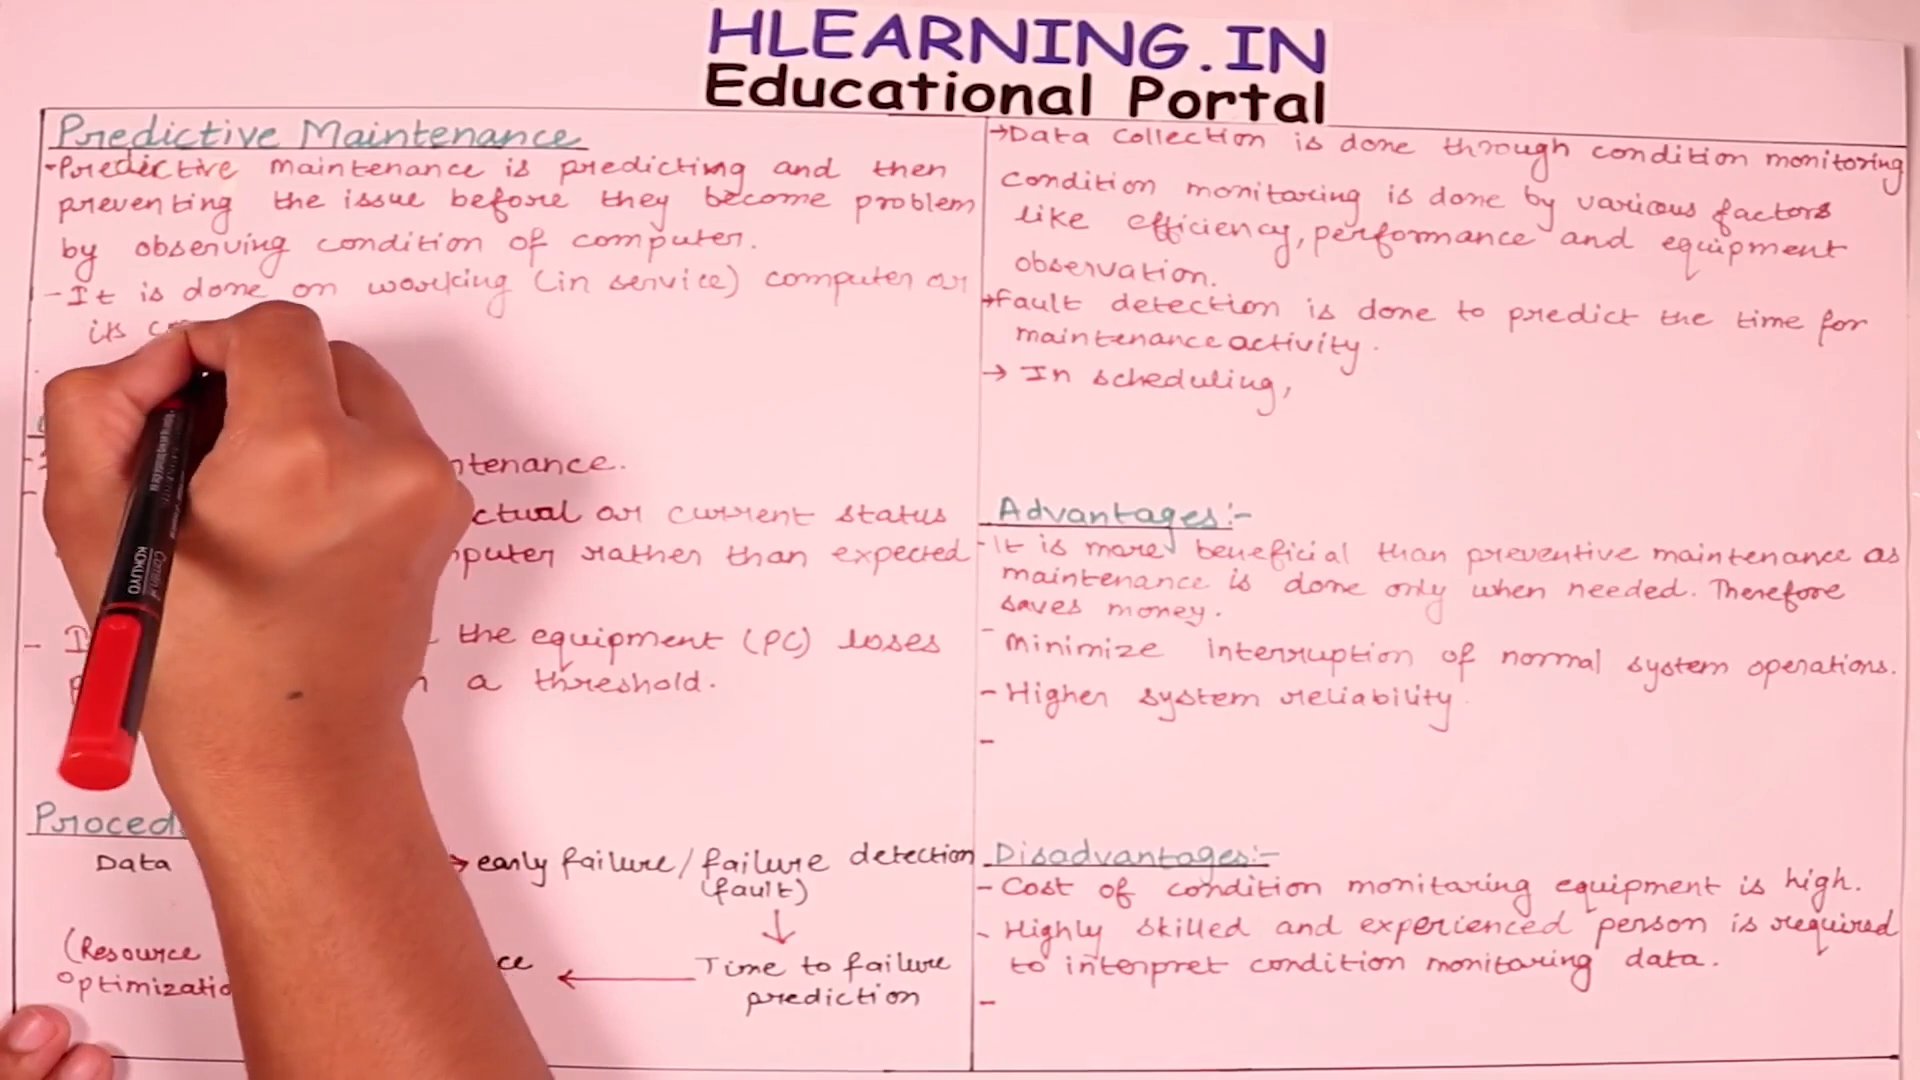 HLEARNING.IN
Educational Portal
Predictive Maintenance
-Predictive maintenance is predicting and then
preventing the issue before they become problem
by observing condition of computer.
- It is done on working (in service) computer or
its
ntenance.
ctual or current status
puter rather than expected
- I the equipment (PC) loses
a threshold.
Proced
Data → early failure/failure detection
(fault)
↓
(Resource ce ← Time to failure
Optimizatio prediction
→Data collection is done through condition monitoring
condition monitoring is done by various factors
like efficiency, performance and equipment
observation.
→Fault detection is done to predict the time for
maintenance activity.
→ In scheduling,
Advantages:-
-It is more beneficial than preventive maintenance as
maintenance is done only when needed. Therefore
saves money.
- Minimize interruption of normal system operations.
- Higher system reliability
-
Disadvantages:-
- Cost of condition monitoring equipment is high.
- Highly skilled and experienced person is required
to interpret condition monitoring data.
-